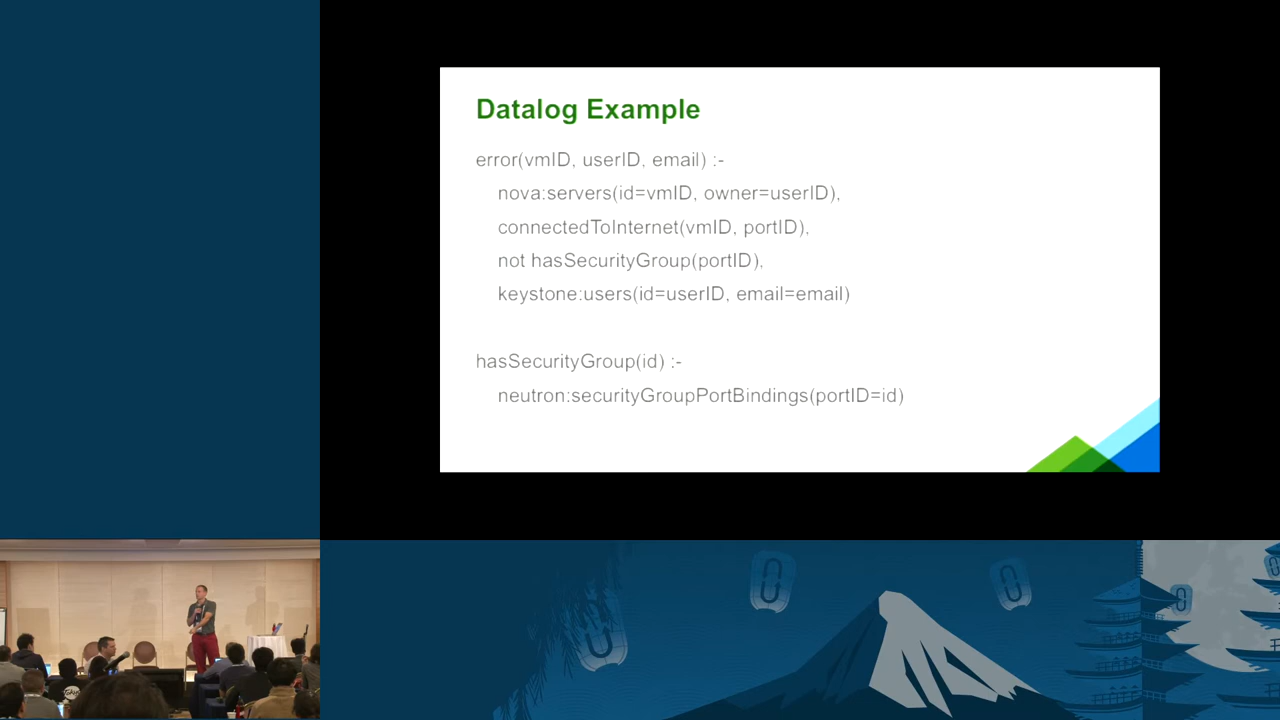 Datalog Example
error(vmID, userID, email) :-
nova:servers(id=vmID, owner=userID),
connectedToInternet(vmID, portID),
not hasSecurityGroup(portID),
keystone:users(id=userID, email=email)
hasSecurityGroup(id) :-
neutron:securityGroupPortBindings(portID=id)